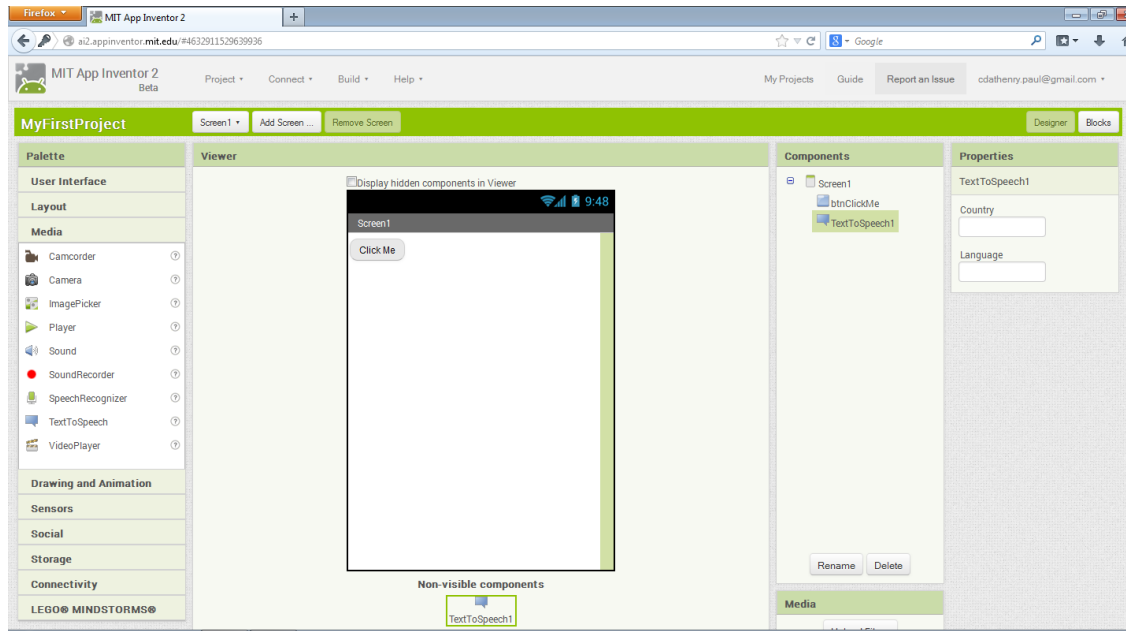 Firefox
MIT App Inventor 2
ai2.appinventor.mit.edu/#4632911529639936
Google
MIT App Inventor 2
Beta
Project
Connect
Build
Help
My Projects
Guide
Report an Issue
cdathenry.paul@gmail.com
MyFirstProject
Screen1
Add Screen ...
Remove Screen
Designer
Blocks
Palette
User Interface
Layout
Media
Camcorder
Camera
ImagePicker
Player
Sound
SoundRecorder
SpeechRecognizer
TextToSpeech
VideoPlayer
Drawing and Animation
Sensors
Social
Storage
Connectivity
LEGO® MINDSTORMS®
Viewer
Display hidden components in Viewer
9:48
Screen1
Click Me
Non-visible components
TextToSpeech1
Components
Screen1
btnClickMe
TextToSpeech1
Rename
Delete
Media
Properties
TextToSpeech1
Country
Language